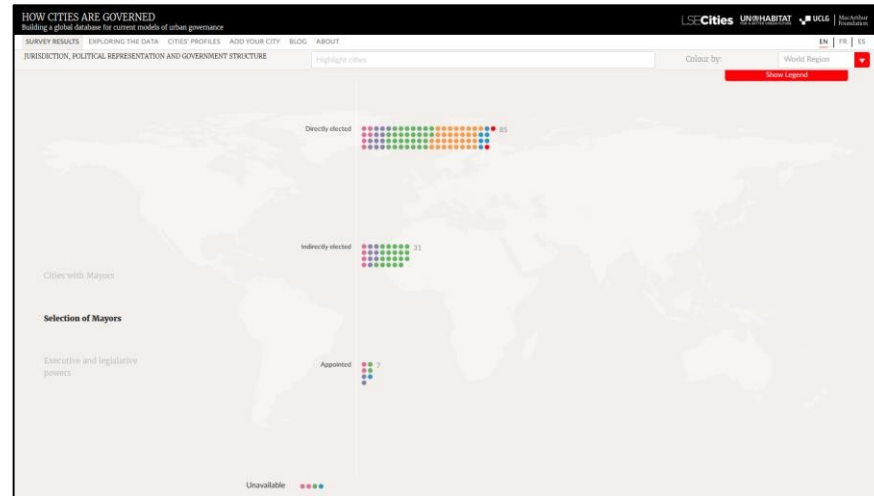 HOW CITIES ARE GOVERNED
Building a global database for current models of urban governance
LSECities UN HABITAT UCLG MacArthur Foundation
SURVEY RESULTS EXPLORING THE DATA CITIES' PROFILES ADD YOUR CITY BLOG ABOUT
EN FR ES
JURISDICTION, POLITICAL REPRESENTATION AND GOVERNMENT STRUCTURE
Highlight cities
Colour by: World Region
Show Legend
Directly elected 85
Indirectly elected 31
Cities with Mayors
Selection of Mayors
Executive and legislative
powers
Appointed 7
Unavailable